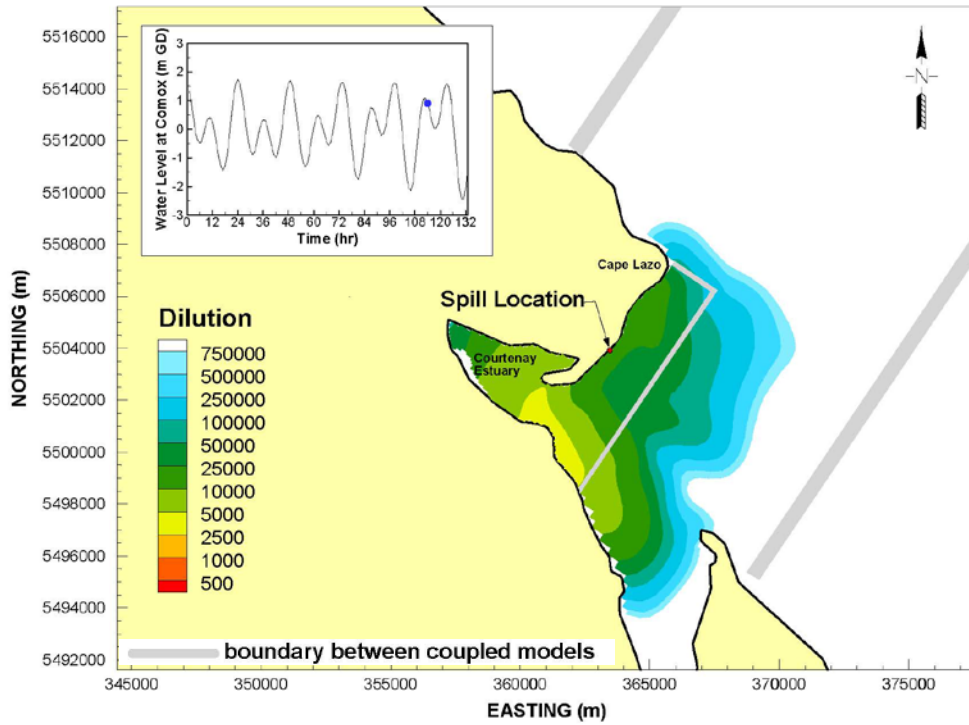 3
2
1
0
-1
-2
-3
Water Level at Comox (m GD)
0 12 24 36 48 60 72 84 96 108 120 132
Time (hr)
N
5516000
5514000
5512000
5510000
5508000
5506000
5504000
5502000
5500000
5498000
5496000
5494000
5492000
NORTHING (m)
Cape Lazo
Spill Location
Courtenay
Estuary
Dilution
750000
500000
250000
100000
50000
25000
10000
5000
2500
1000
500
boundary between coupled models
345000 350000 355000 360000 365000 370000 375000
EASTING (m)